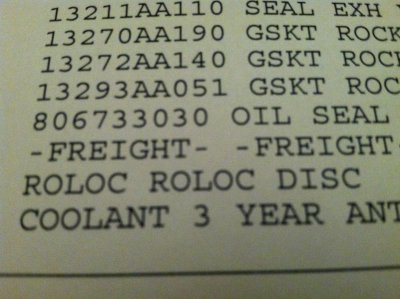 13211AA110 SEAL EXH
13270AA190 GSKT ROCK
13272AA140 GSKT ROCK
13293AA051 GSKT ROC
806733030 OIL SEAL
-FREIGHT- -FREIGHT-
ROLOC ROLOC DISC
COOLANT 3 YEAR ANT